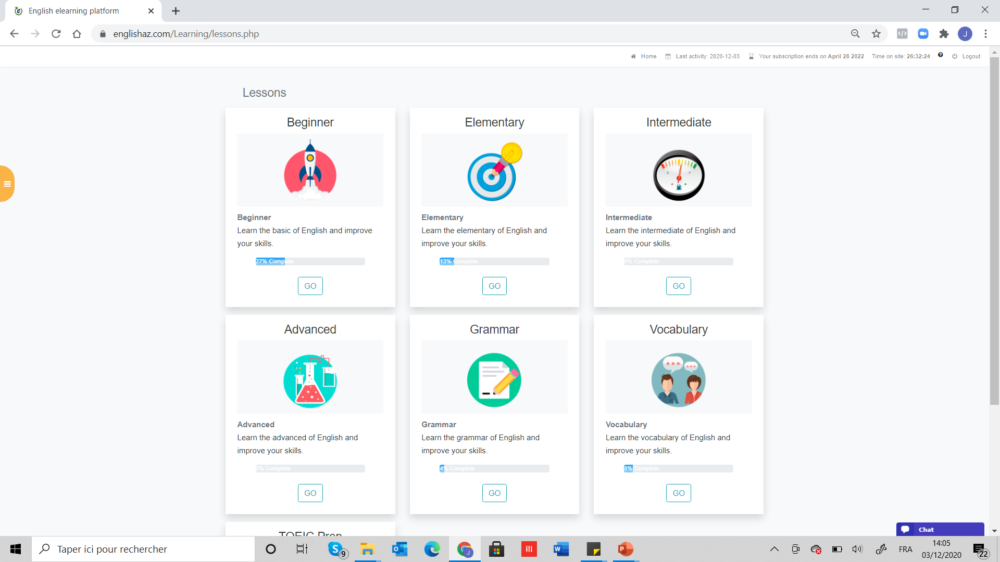 English elearning platform
englishaz.com/Learning/lessons.php
J
Home Last activity: 2020-12-03 Your subscription ends on April 28 2022 Time on site: 26:32:24 Logout
Lessons
Beginner Elementary Intermediate
E F
Beginner Elementary Intermediate
Learn the basic of English and improve Learn the elementary of English and Learn the intermediate of English and
your skills. improve your skills. improve your skills.
27% Complete 13% Complete 0% Complete
GO GO GO
Advanced Grammar Vocabulary
Advanced Grammar Vocabulary
Learn the advanced of English and Learn the grammar of English and Learn the vocabulary of English and
improve your skills. improve your skills. improve your skills.
0% Complete 4% Complete 8% Complete
GO GO GO
TOEIC Prep
Chat
Taper ici pour rechercher
9
FRA
14:05
03/12/2020
22